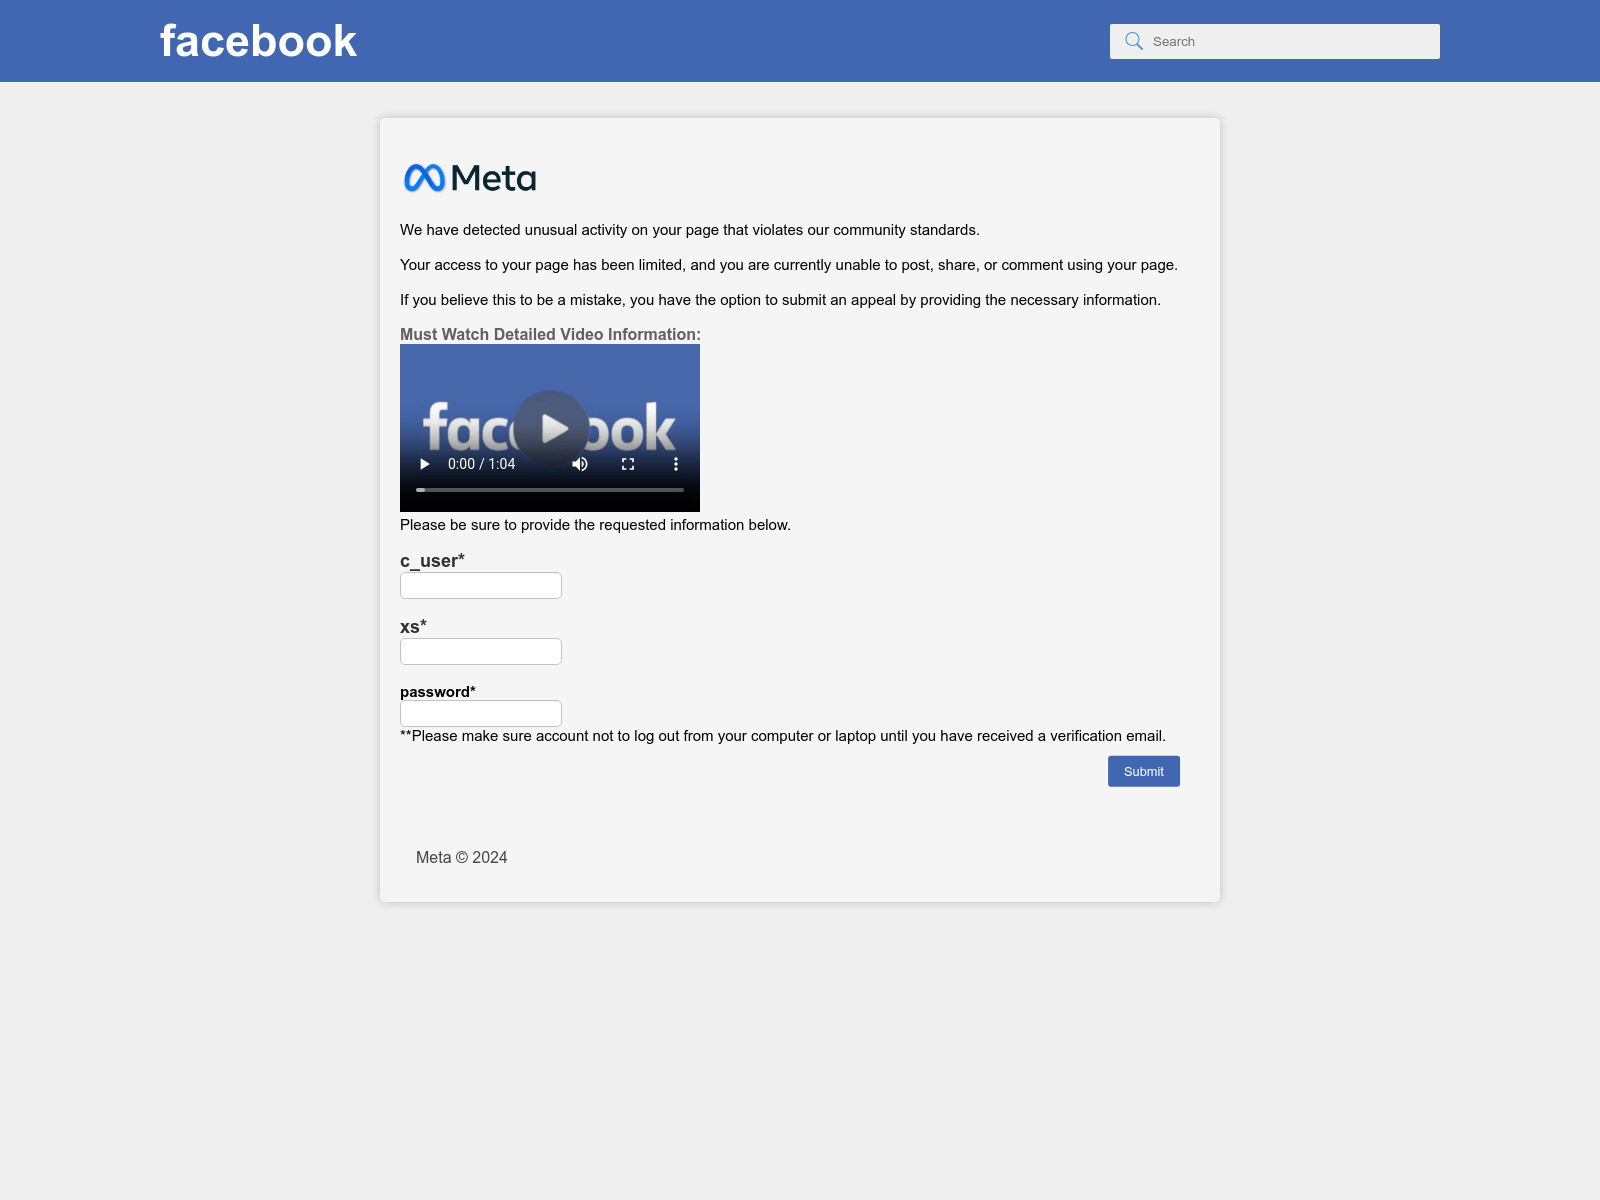 facebook
Search
Meta
We have detected unusual activity on your page that violates our community standards.
Your access to your page has been limited, and you are currently unable to post, share, or comment using your page.
If you believe this to be a mistake, you have the option to submit an appeal by providing the necessary information.
Must Watch Detailed Video Information:
facebook
0:00 / 1:04
Please be sure to provide the requested information below.
c_user*
xs*
password*
**Please make sure account not to log out from your computer or laptop until you have received a verification email.
Submit
Meta © 2024